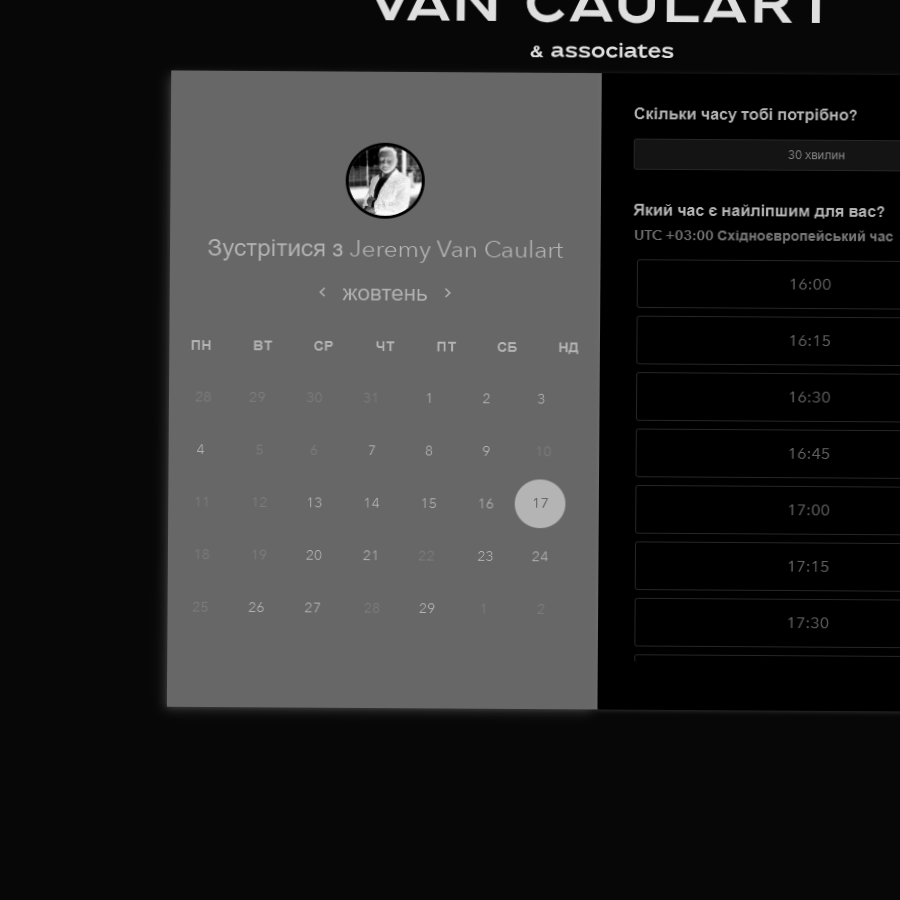 VAN CAULART
& associates
Зустрітися з Jeremy Van Caulart
жовтень
ПН ВТ СР ЧТ ПТ СБ НД
28 29 30 31 1 2 3
4 5 6 7 8 9 10
11 12 13 14 15 16 17
18 19 20 21 22 23 24
25 26 27 28 29 1 2
Скільки часу тобі потрібно?
30 хвилин
Який час є найліпшим для вас?
UTC +03:00 Східноєвропейський час
16:00
16:15
16:30
16:45
17:00
17:15
17:30